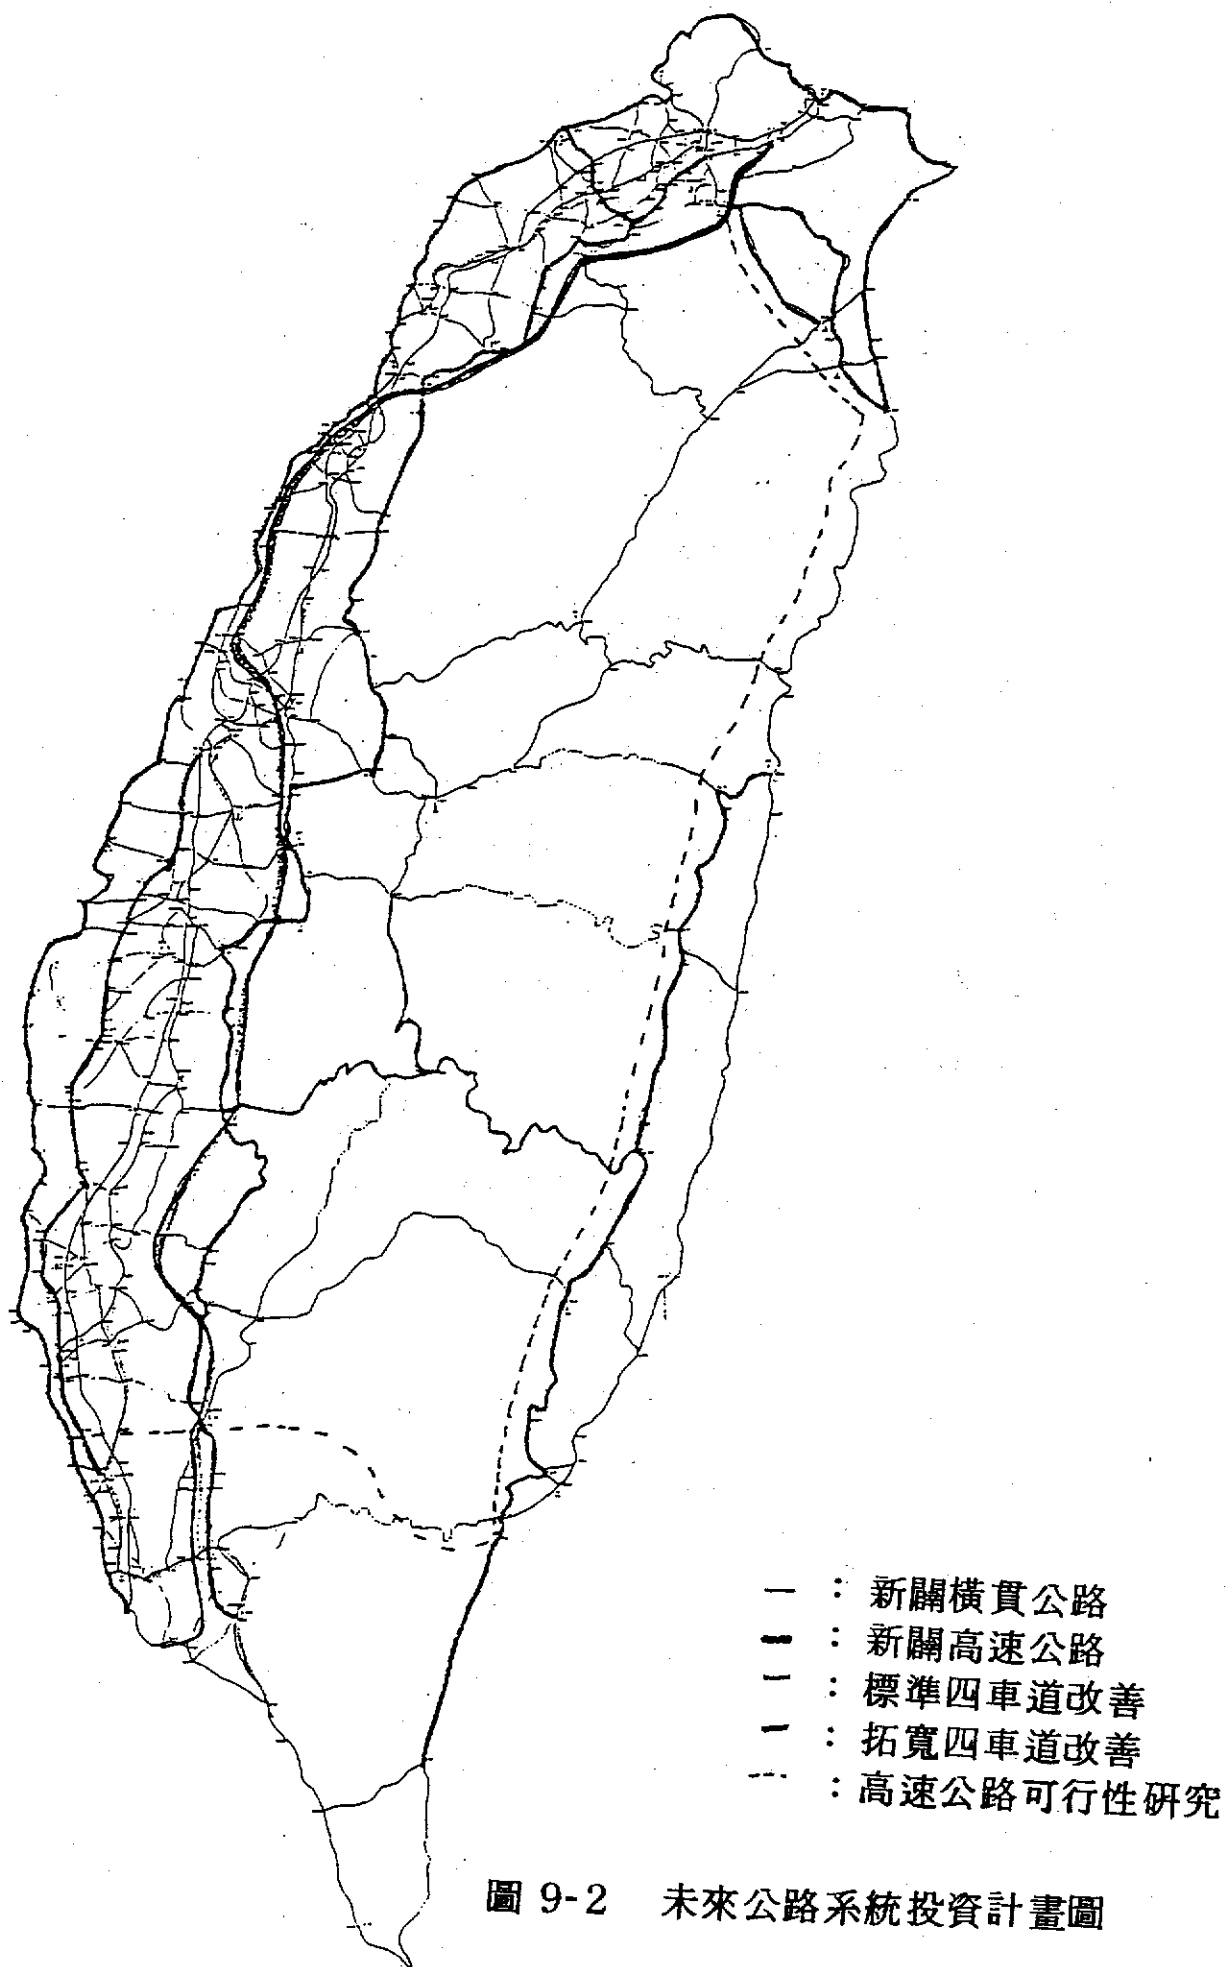 — ：新闢橫貫公路
— ：新闢高速公路
— ：標準四車道改善
— ：拓寬四車道改善
--- ：高速公路可行性研究
圖 9-2 未來公路系統投資計畫圖